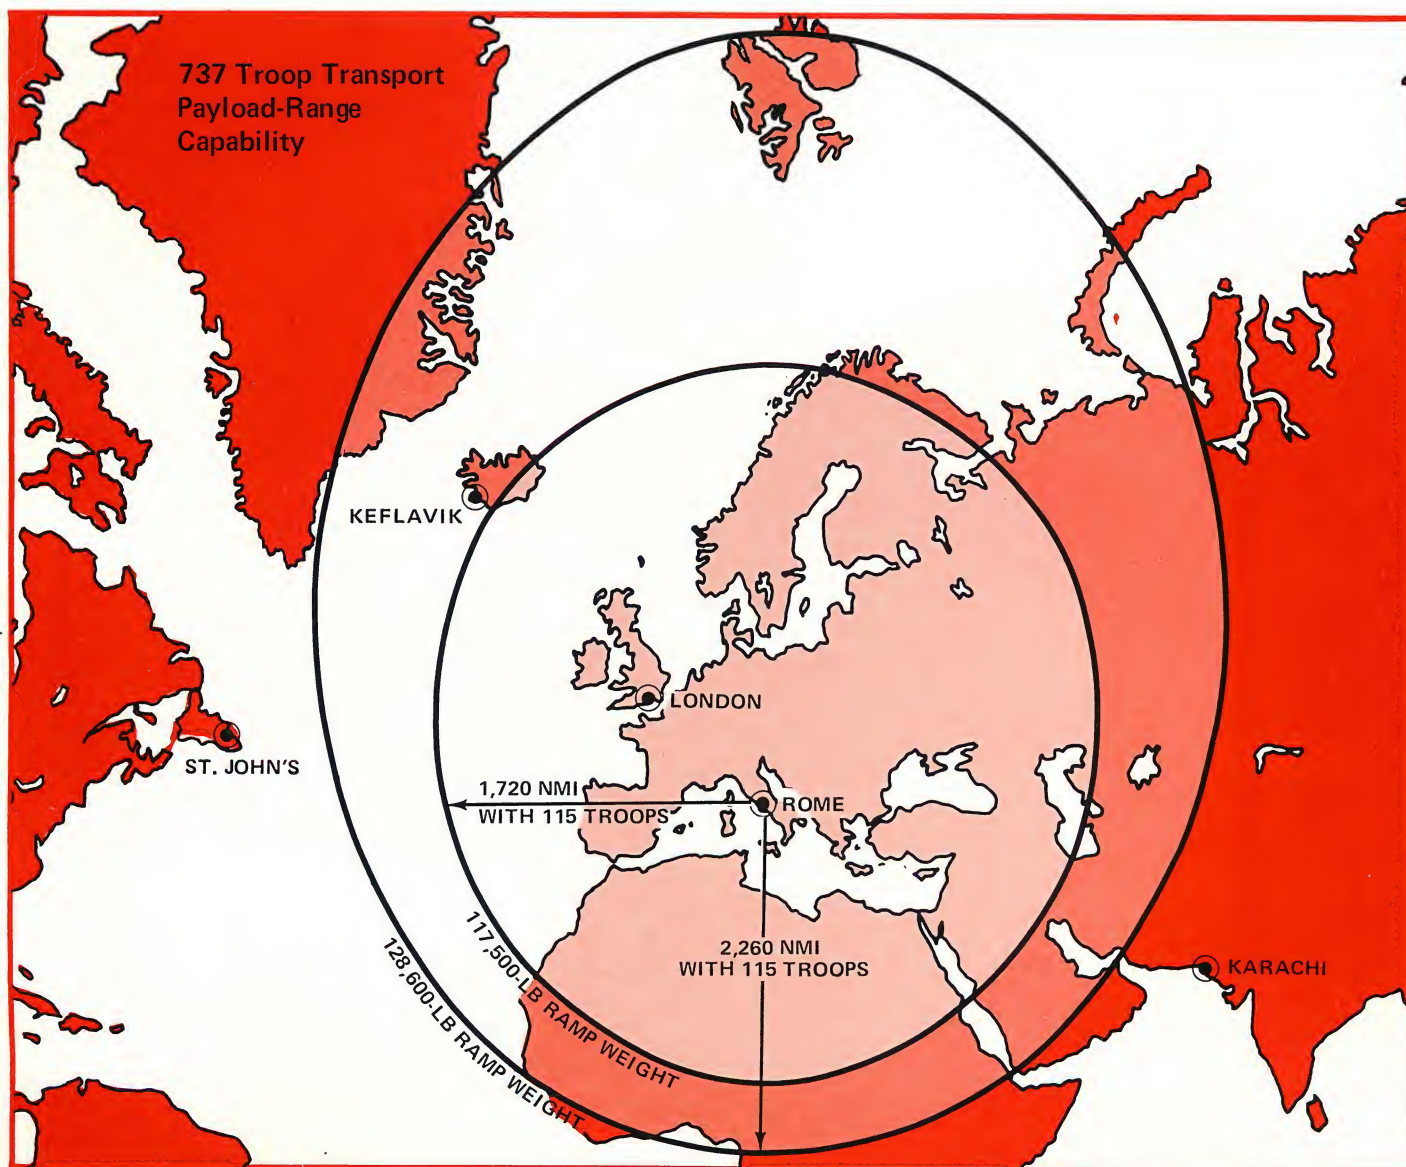 737 Troop Transport
Payload-Range
Capability
KEFLAVIK
LONDON
ST. JOHN'S
1,720 NMI
WITH 115 TROOPS
ROME
2,260 NMI
WITH 115 TROOPS
KARACHI
117,500-LB RAMP WEIGHT
128,600-LB RAMP WEIGHT